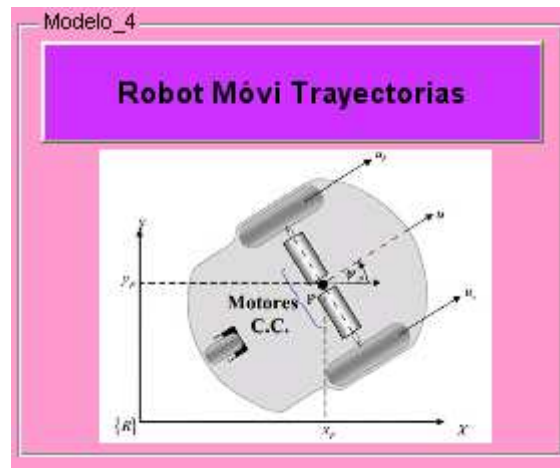 Modelo_4
Robot Móvi Trayectorias
Y
u
Motores
C.C.
P
{R}
X